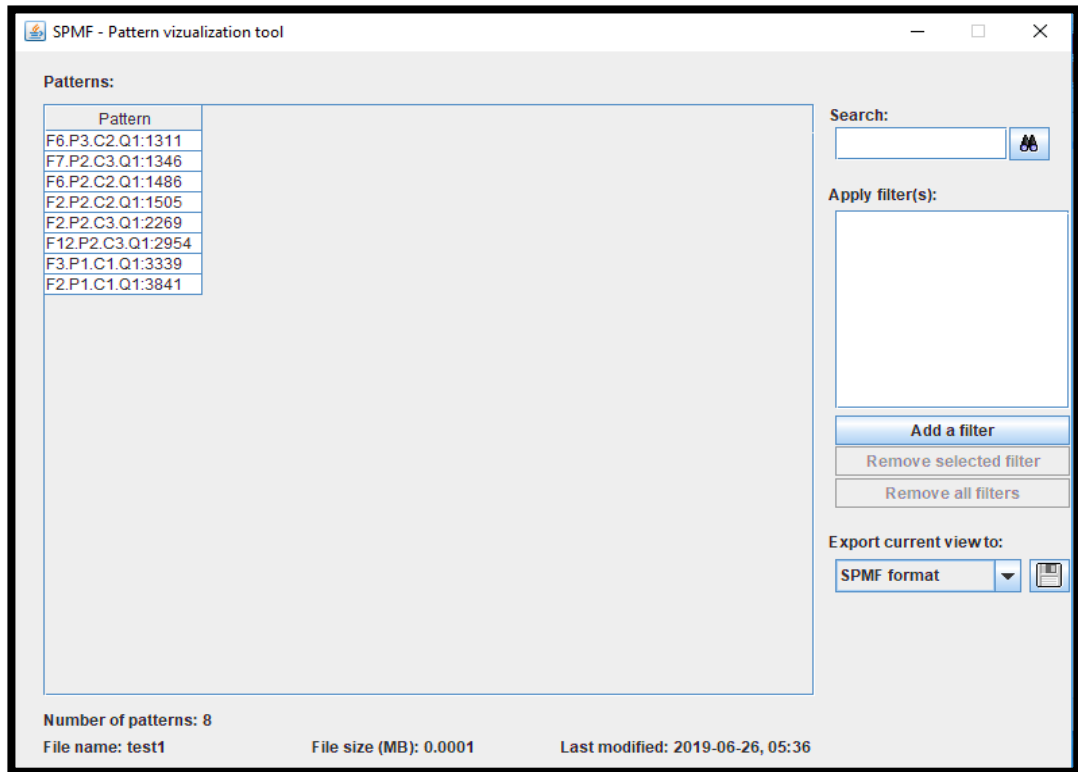 SPMF - Pattern vizualization tool
Patterns:
Pattern
F6.P3.C2.Q1:1311
F7.P2.C3.Q1:1346
F6.P2.C2.Q1:1486
F2.P2.C2.Q1:1505
F2.P2.C3.Q1:2269
F12.P2.C3.Q1:2954
F3.P1.C1.Q1:3339
F2.P1.C1.Q1:3841
Search:
Apply filter(s):
Add a filter
Remove selected filter
Remove all filters
Export current view to:
SPMF format
Number of patterns: 8
File name: test1 File size (MB): 0.0001 Last modified: 2019-06-26, 05:36